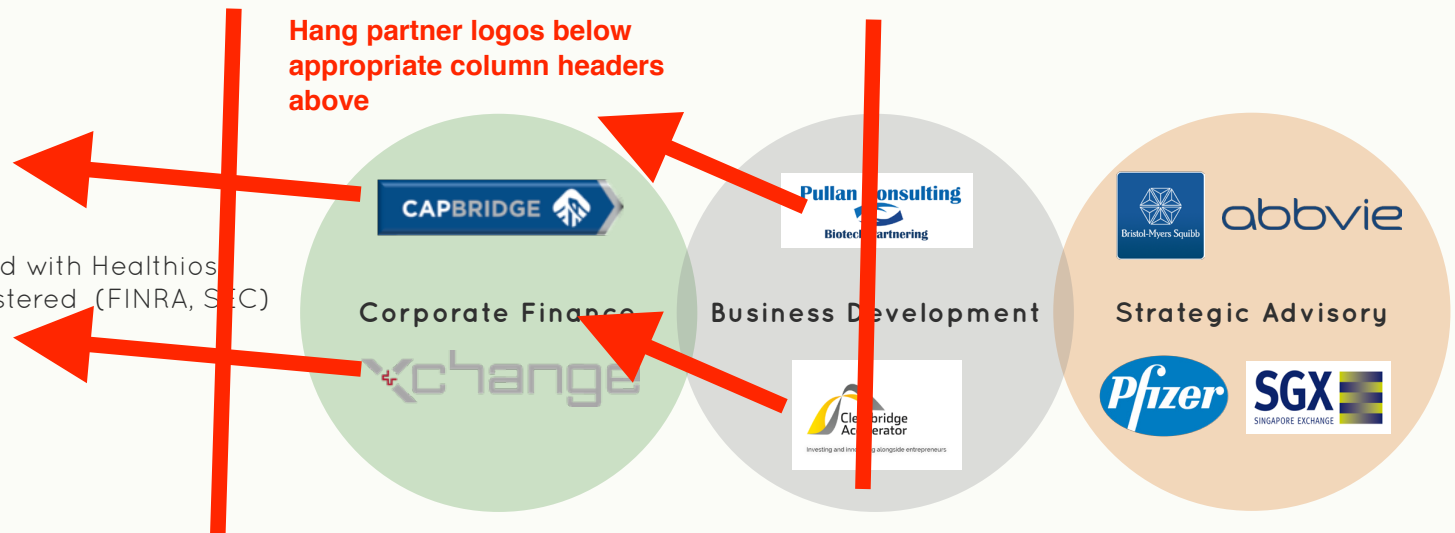 Hang partner logos below
appropriate column headers
above
CAPBRIDGE
Pullan Consulting
Biotech Partnering
Bristol-Myers Squibb
abbvie
d with Healthios
stered (FINRA, SEC)
Corporate Finance
Business Development
Strategic Advisory
xchange
Clearbridge
Accelerator
Investing and innovating alongside entrepreneurs
Pfizer
SGX
SINGAPORE EXCHANGE